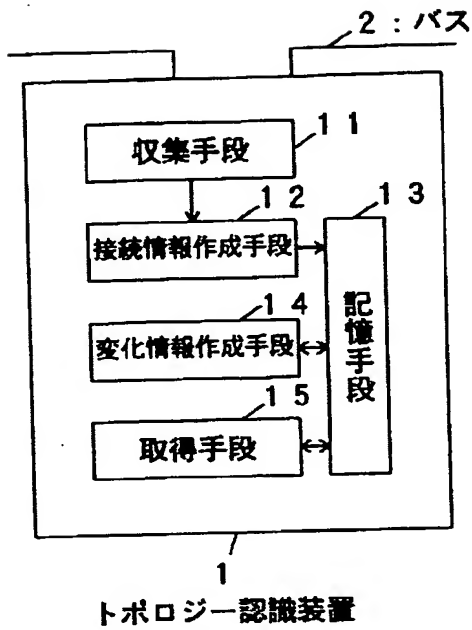 2：バス
11
収集手段
12
13
接続情報作成手段
14
変化情報作成手段
記憶手段
15
取得手段
1
トポロジー認識装置